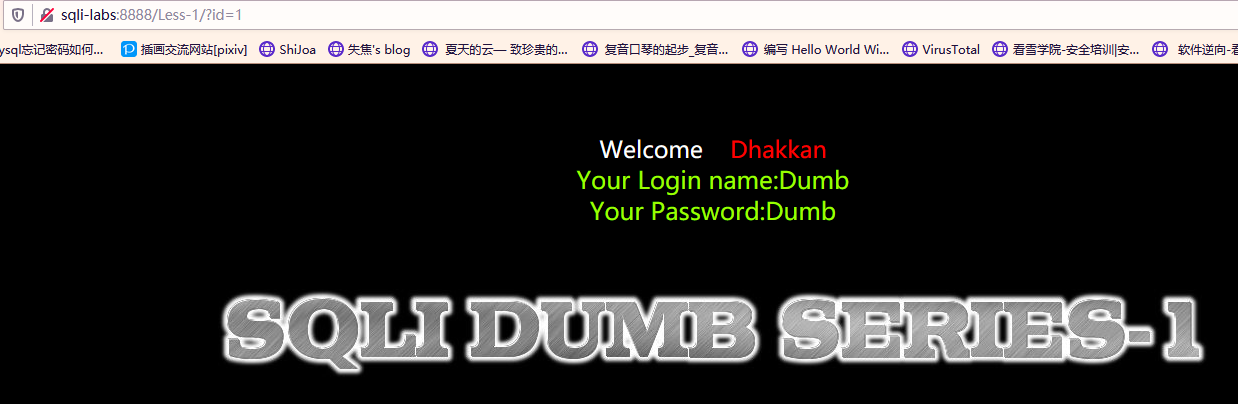 sqli-labs:8888/Less-1/?id=1
ysql忘记密码如何... 插画交流网站[pixiv] ShiJoa 失焦's blog 夏天的云— 致珍贵的... 复音口琴的起步_复音... 编写 Hello World Wi... VirusTotal 看雪学院-安全培训|安... 软件逆向-看
Welcome Dhakkan
Your Login name:Dumb
Your Password:Dumb
SQLI DUMB SERIES-1